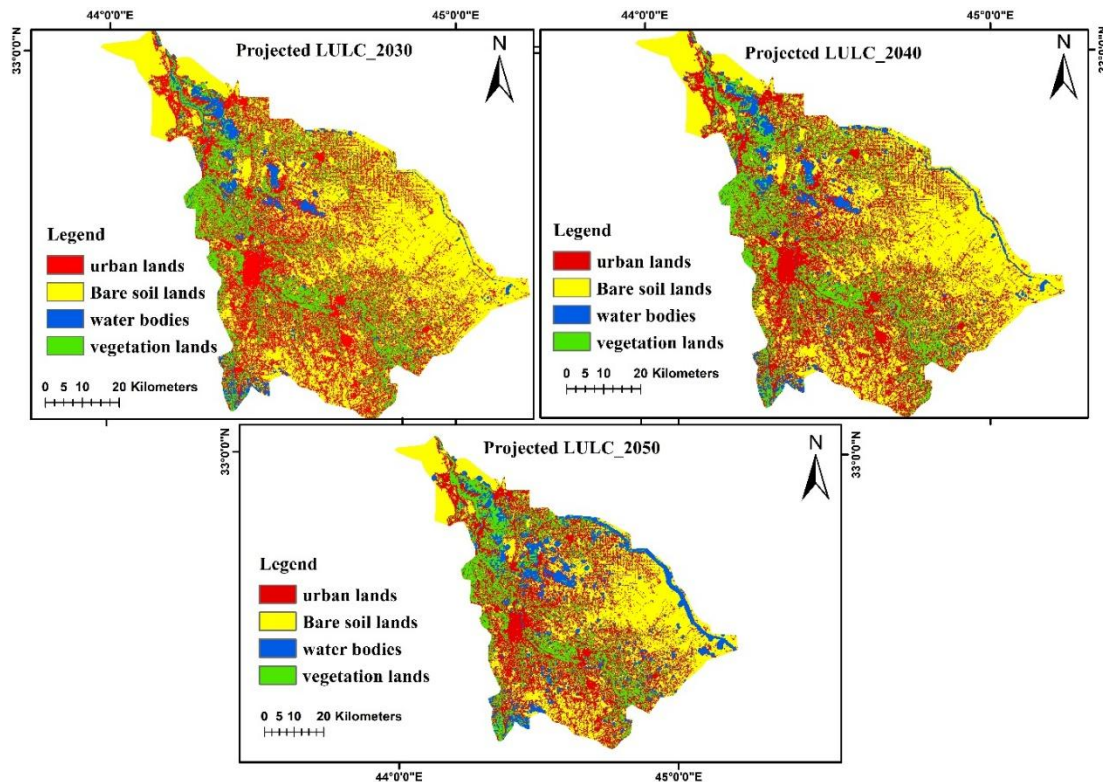 44°0'0"E 45°0'0"E 44°0'0"E 45°0'0"E
33°0'0"N
Projected LULC_2030
N
Legend
urban lands
Bare soil lands
water bodies
vegetation lands
0 5 10 20 Kilometers
Projected LULC_2040
N
33°0'0"N
Legend
urban lands
Bare soil lands
water bodies
vegetation lands
0 5 10 20 Kilometers
33°0'0"N
Projected LULC_2050
N
33°0'0"N
Legend
urban lands
Bare soil lands
water bodies
vegetation lands
0 5 10 20 Kilometers
44°0'0"E 45°0'0"E